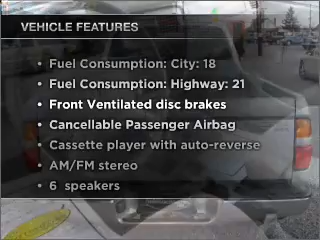 VEHICLE FEATURES
• Fuel Consumption: City: 18
• Fuel Consumption: Highway: 21
• Front Ventilated disc brakes
• Cancellable Passenger Airbag
• Cassette player with auto-reverse
• AM/FM stereo
• 6 speakers